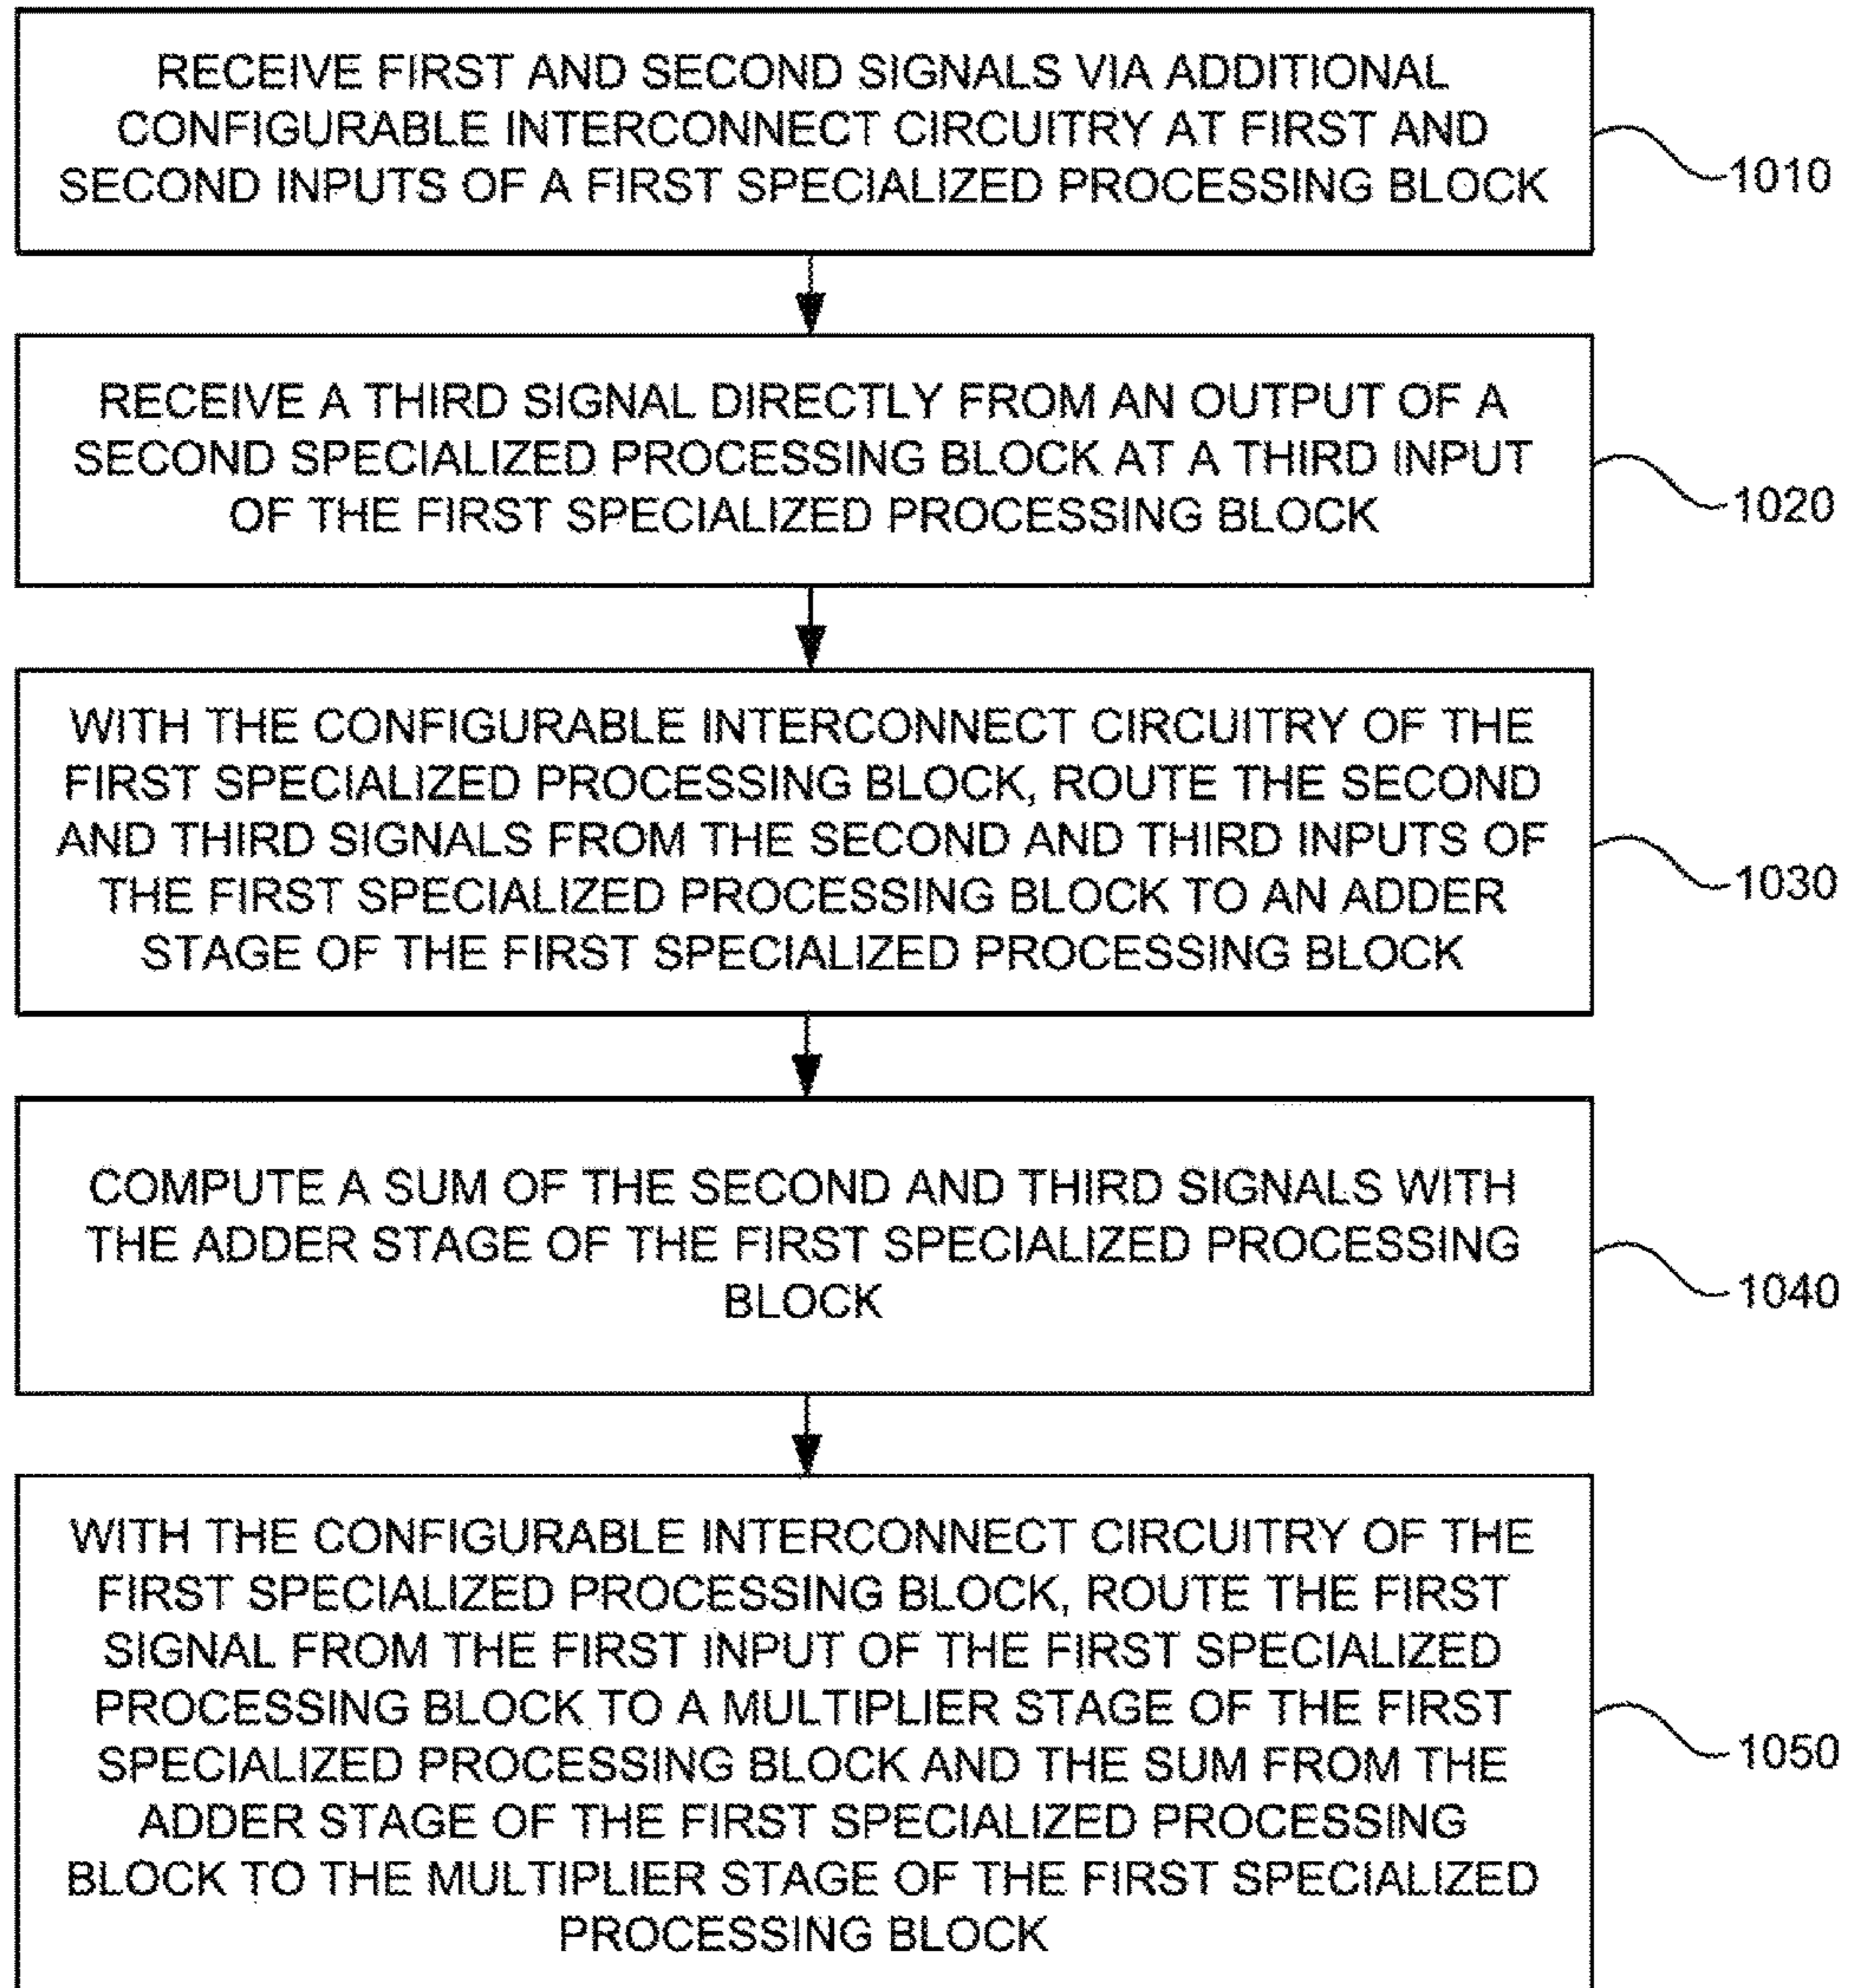 RECEIVE FIRST AND SECOND SIGNALS VIA ADDITIONAL
CONFIGURABLE INTERCONNECT CIRCUITRY AT FIRST AND
SECOND INPUTS OF A FIRST SPECIALIZED PROCESSING BLOCK
1010
RECEIVE A THIRD SIGNAL DIRECTLY FROM AN OUTPUT OF A
SECOND SPECIALIZED PROCESSING BLOCK AT A THIRD INPUT
OF THE FIRST SPECIALIZED PROCESSING BLOCK
1020
WITH THE CONFIGURABLE INTERCONNECT CIRCUITRY OF THE
FIRST SPECIALIZED PROCESSING BLOCK, ROUTE THE SECOND
AND THIRD SIGNALS FROM THE SECOND AND THIRD INPUTS OF
THE FIRST SPECIALIZED PROCESSING BLOCK TO AN ADDER
STAGE OF THE FIRST SPECIALIZED PROCESSING BLOCK
1030
COMPUTE A SUM OF THE SECOND AND THIRD SIGNALS WITH
THE ADDER STAGE OF THE FIRST SPECIALIZED PROCESSING
BLOCK
1040
WITH THE CONFIGURABLE INTERCONNECT CIRCUITRY OF THE
FIRST SPECIALIZED PROCESSING BLOCK, ROUTE THE FIRST
SIGNAL FROM THE FIRST INPUT OF THE FIRST SPECIALIZED
PROCESSING BLOCK TO A MULTIPLIER STAGE OF THE FIRST
SPECIALIZED PROCESSING BLOCK AND THE SUM FROM THE
ADDER STAGE OF THE FIRST SPECIALIZED PROCESSING
BLOCK TO THE MULTIPLIER STAGE OF THE FIRST SPECIALIZED
PROCESSING BLOCK
1050